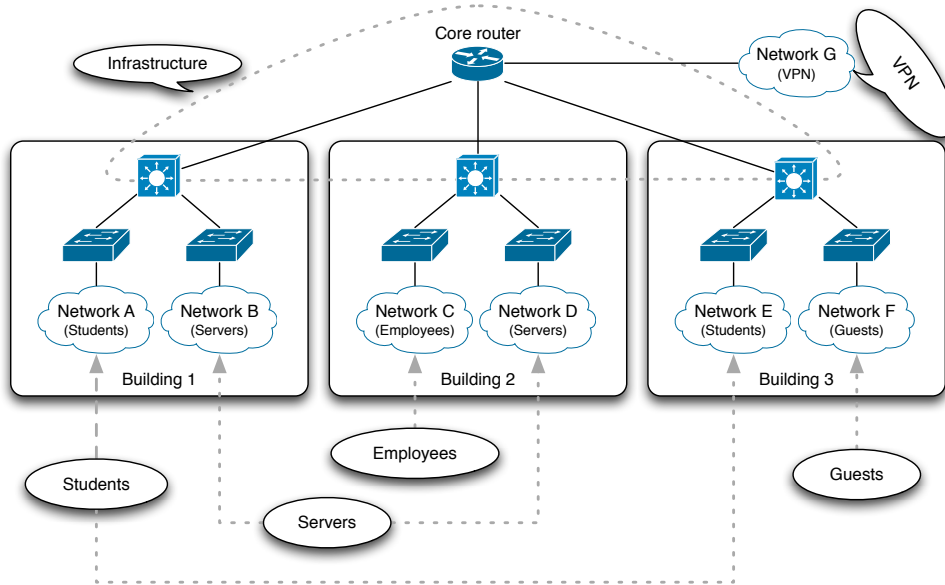 Core router
Infrastructure
Network G
(VPN)
VPN
Network A
(Students)
Network B
(Servers)
Network C
(Employees)
Network D
(Servers)
Network E
(Students)
Network F
(Guests)
Building 1
Building 2
Building 3
Employees
Students
Guests
Servers